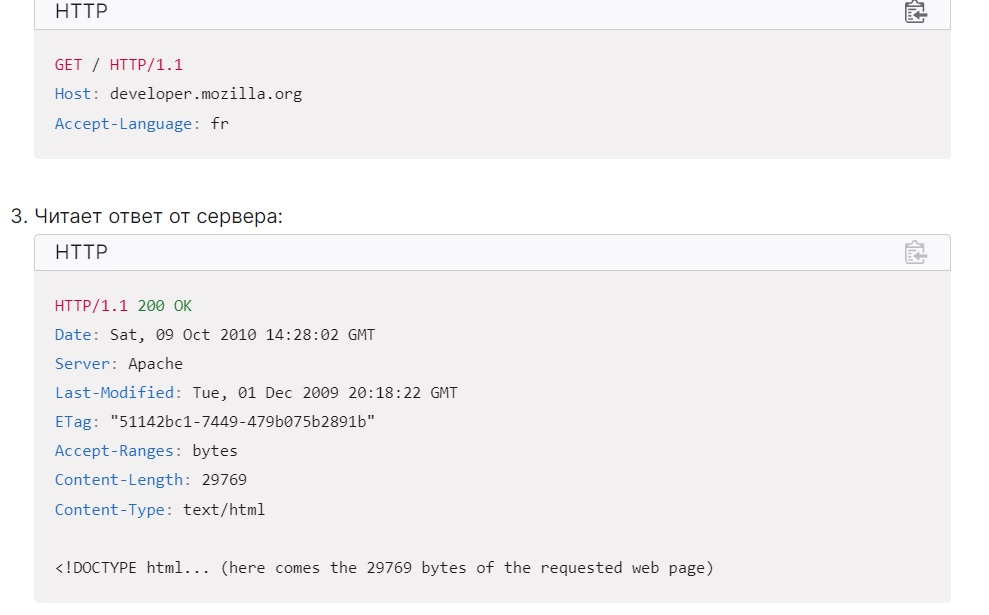 HTTP
GET / HTTP/1.1
Host: developer.mozilla.org
Accept-Language: fr
3. Читает ответ от сервера:
HTTP
HTTP/1.1 200 OK
Date: Sat, 09 Oct 2010 14:28:02 GMT
Server: Apache
Last-Modified: Tue, 01 Dec 2009 20:18:22 GMT
ETag: "51142bc1-7449-479b075b2891b"
Accept-Ranges: bytes
Content-Length: 29769
Content-Type: text/html
<!DOCTYPE html... (here comes the 29769 bytes of the requested web page)